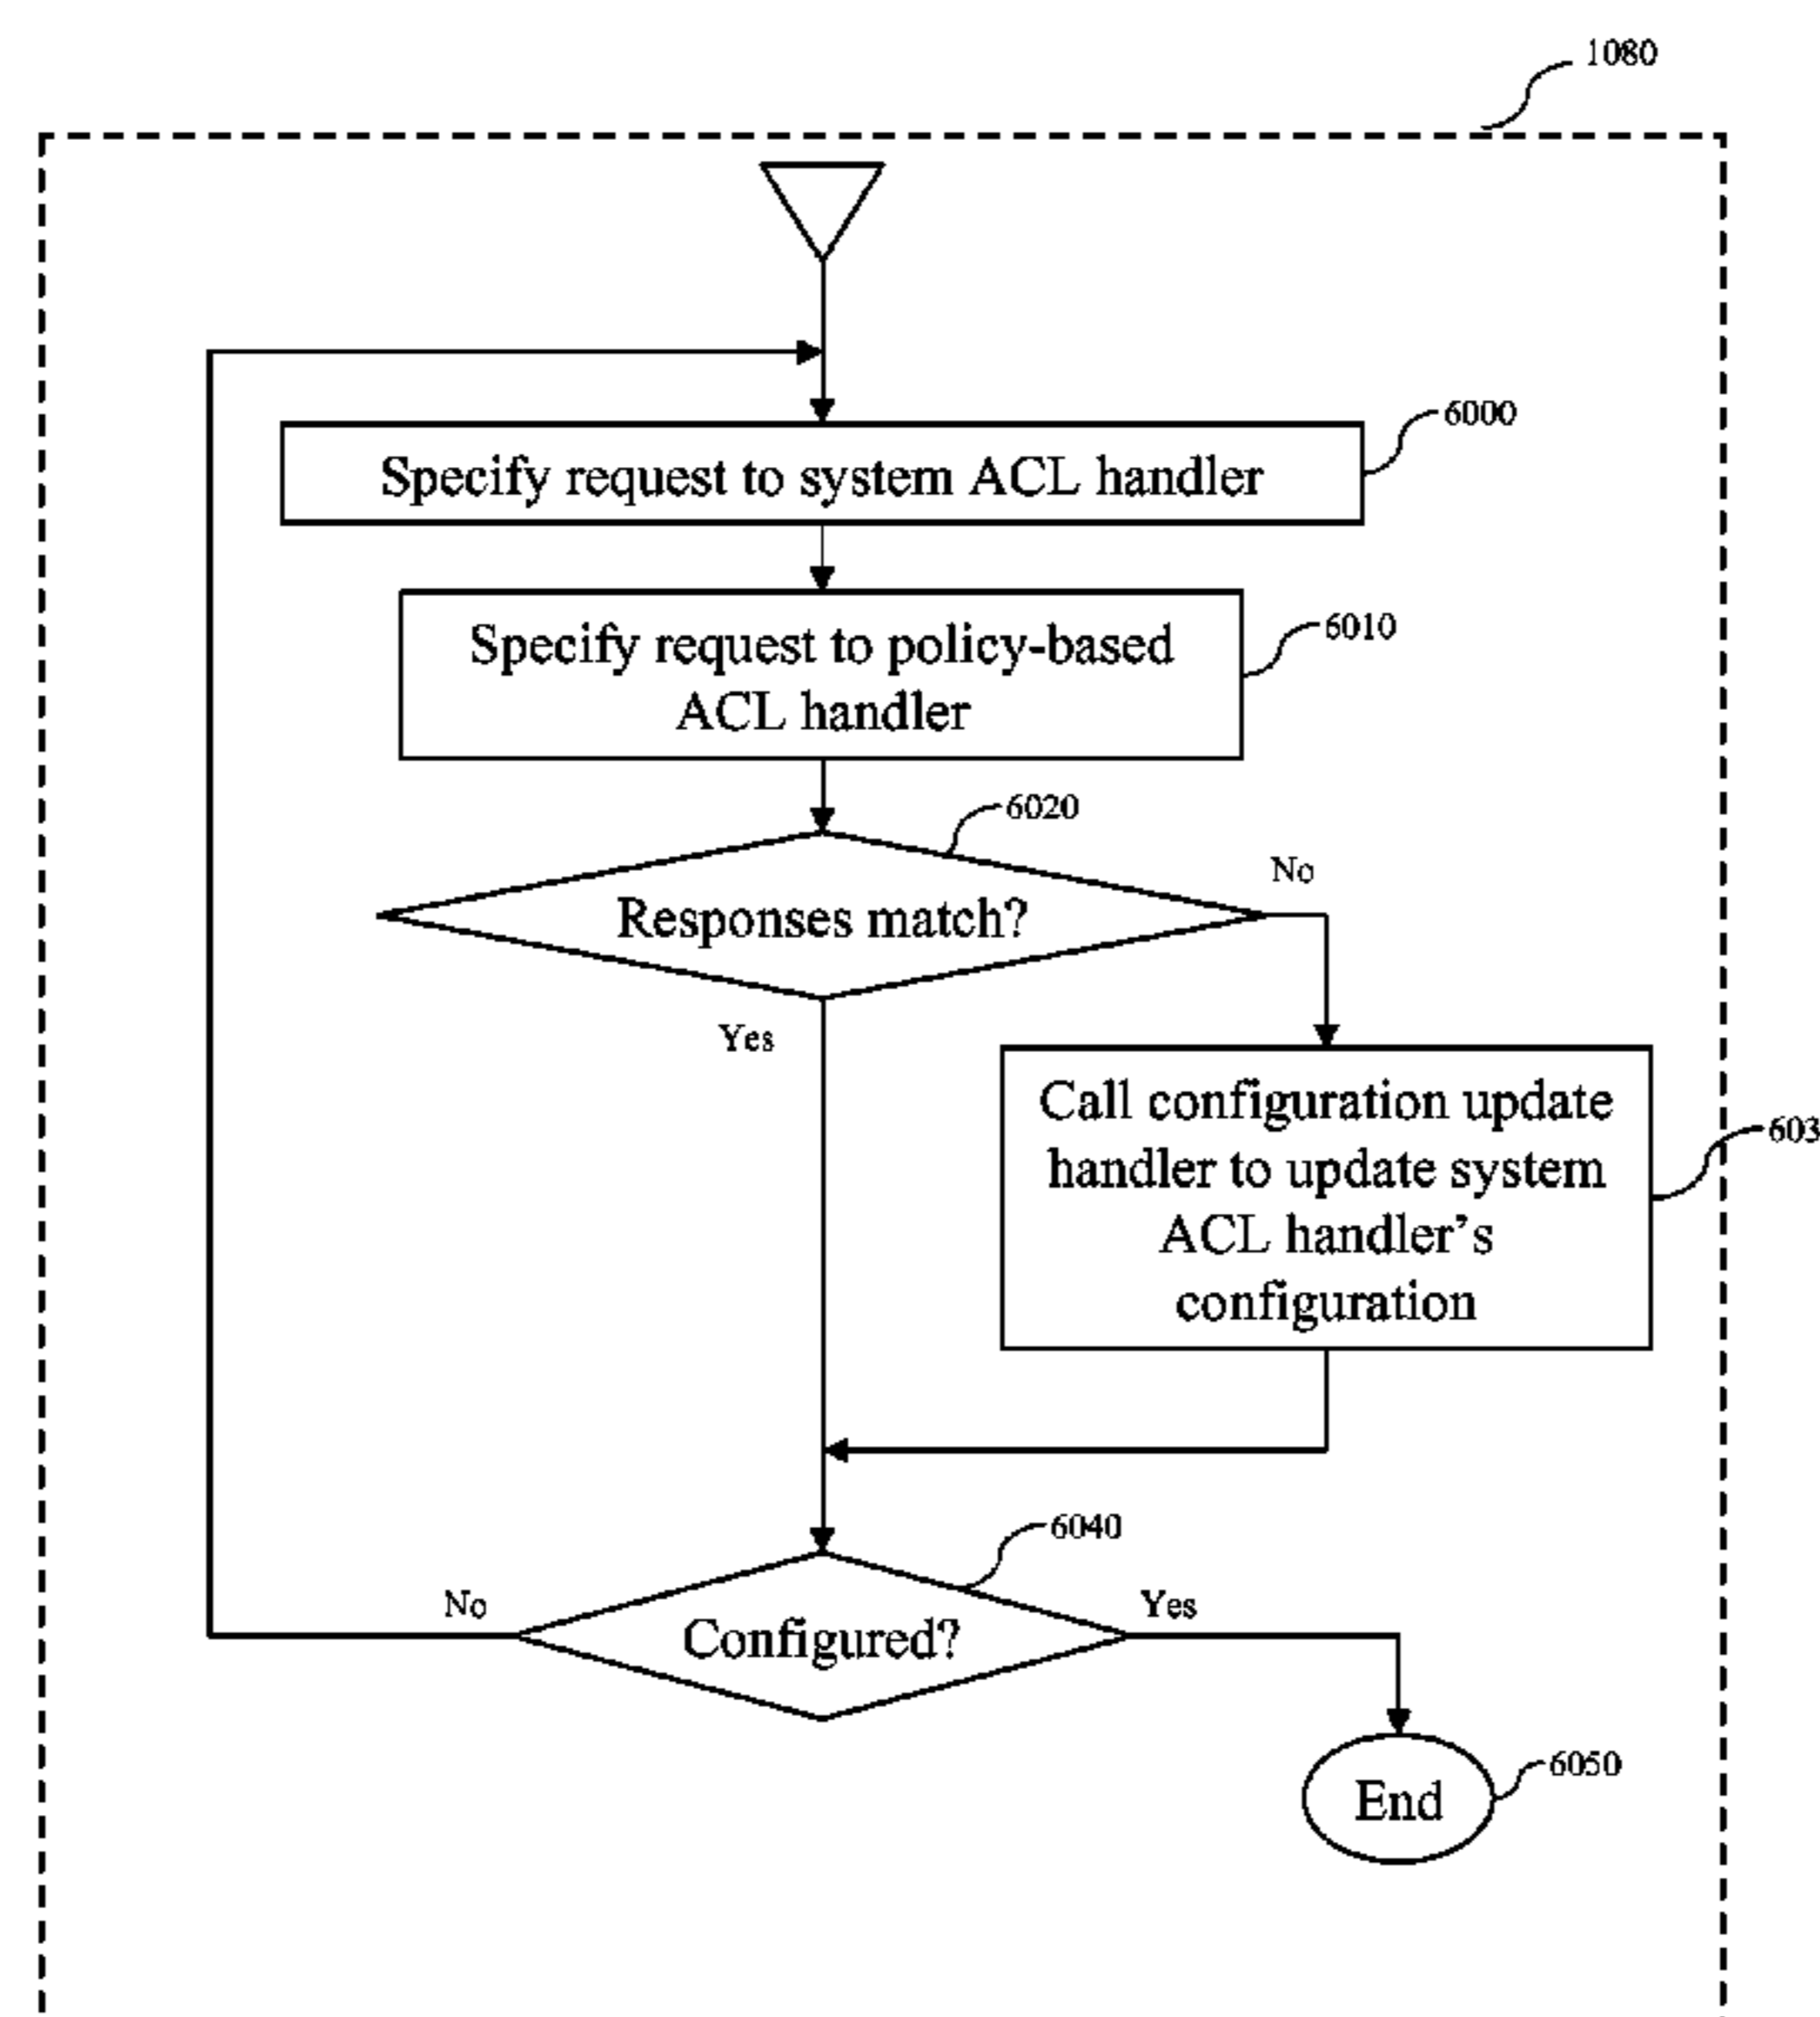 1080
6000
Specify request to system ACL handler
6010
Specify request to policy-based
ACL handler
6020
No
Responses match?
Yes
Call configuration update
handler to update system
ACL handler's
configuration
603
6040
No
Yes
Configured?
6050
End